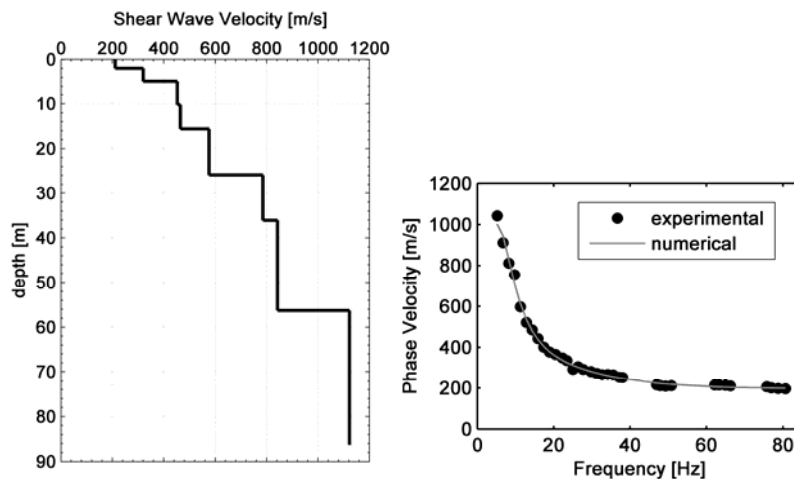 Shear Wave Velocity [m/s]
0 200 400 600 800 1000 1200
0
10
20
30
40
50
60
70
80
90
depth [m]
1200
1000
800
600
400
200
0
Phase Velocity [m/s]
experimental
numerical
0 20 40 60 80
Frequency [Hz]